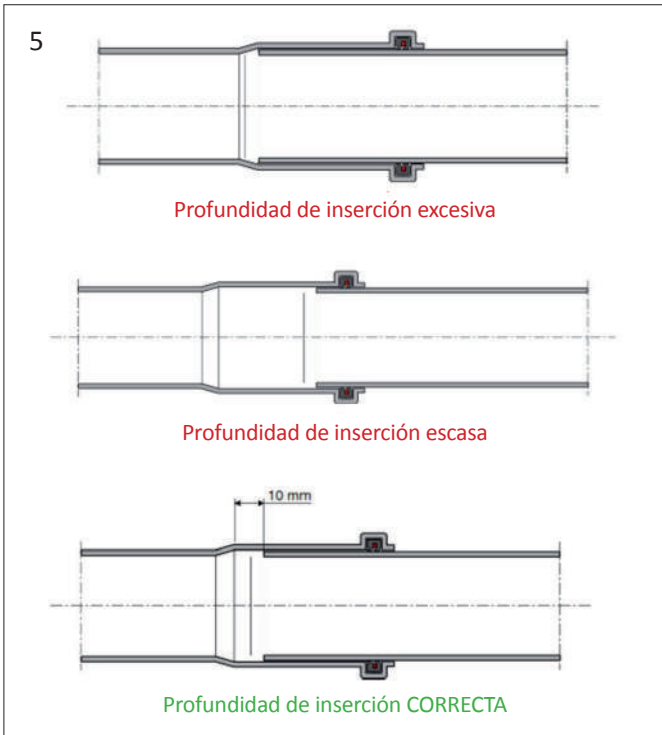 5
Profundidad de inserción excesiva
Profundidad de inserción escasa
10 mm
Profundidad de inserción CORRECTA